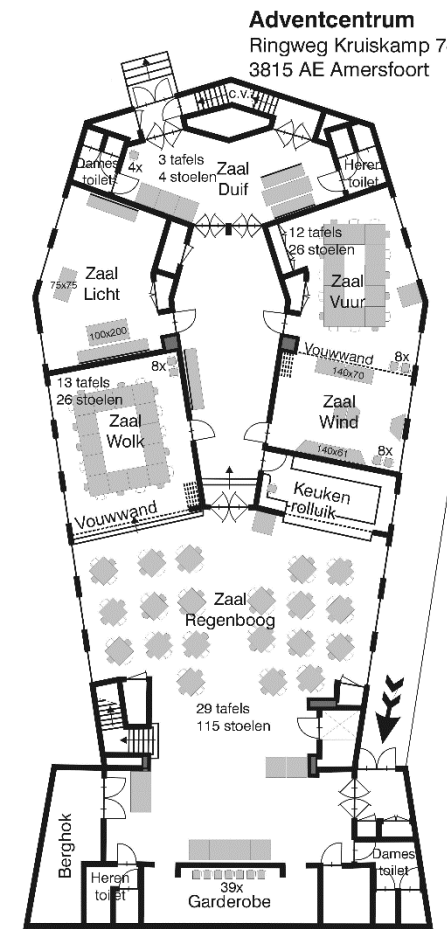 Adventcentrum
Ringweg Kruiskamp 7
3815 AE Amersfoort
c.v.
Dames
toilet
4x
3 tafels
4 stoelen
Zaal
Duif
Heren
toilet
12 tafels
26 stoelen
Zaal
Licht
75x75
100x200
Zaal
Vuur
Vouwwand
8x
140x70
8x
13 tafels
26 stoelen
Zaal
Wolk
Zaal
Wind
8x
140x61
Vouwwand
Keuken
rolluik
Zaal
Regenboog
29 tafels
115 stoelen
Berghok
Heren
toilet
39x
Garderobe
Dames
toilet